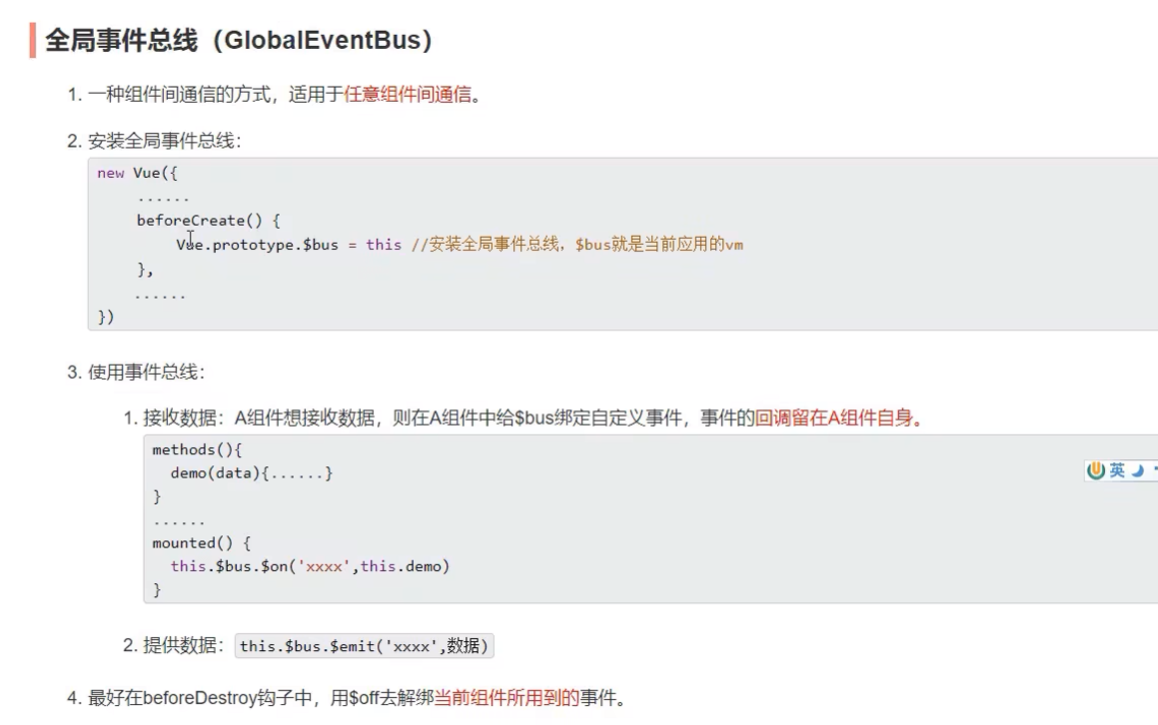 全局事件总线（GlobalEventBus）
1. 一种组件间通信的方式，适用于任意组件间通信。
2. 安装全局事件总线：
new Vue({
......
beforeCreate() {
Vue.prototype.$bus = this //安装全局事件总线，$bus就是当前应用的vm
},
......
})
3. 使用事件总线：
1. 接收数据：A组件想接收数据，则在A组件中给$bus绑定自定义事件，事件的回调留在A组件自身。
methods(){
demo(data){......}
}
......
mounted() {
this.$bus.$on('xxxx',this.demo)
}
英
2. 提供数据：this.$bus.$emit('xxxx',数据)
4. 最好在beforeDestroy钩子中，用$off去解绑当前组件所用到的事件。